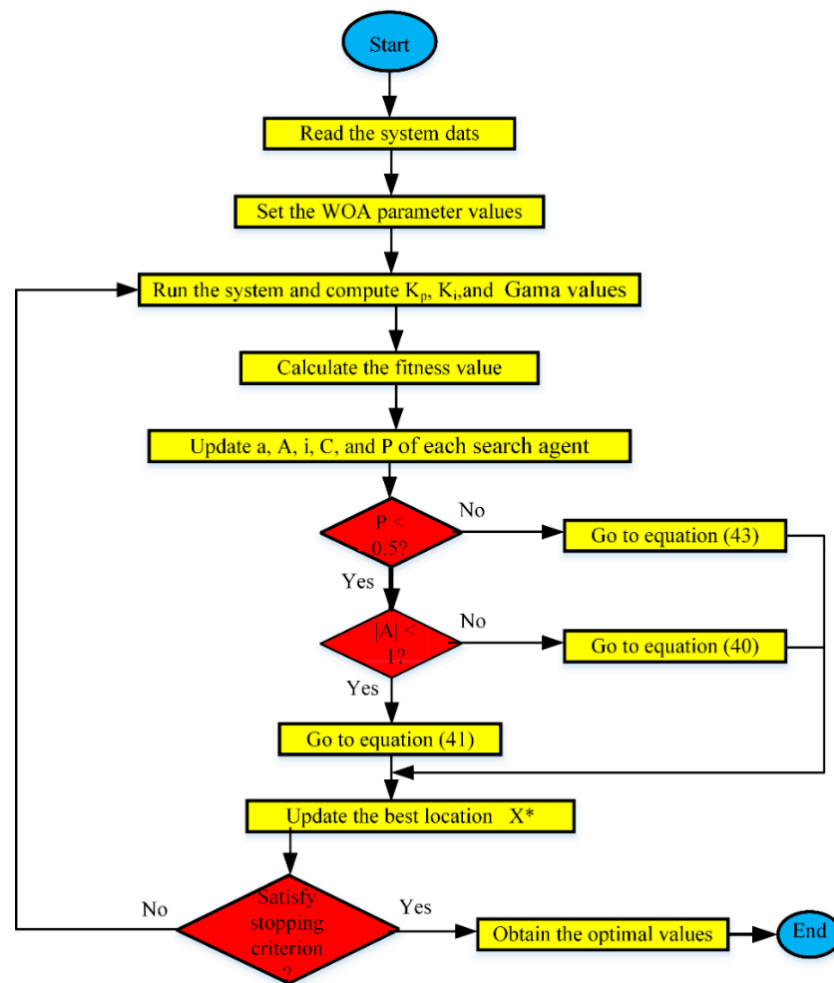 Start
Read the system dats
Set the WOA parameter values
Run the system and compute Kp, Ki,and Gama values
Calculate the fitness value
Update a, A, i, C, and P of each search agent
P <
0.5?
No
Go to equation (43)
Yes
|A| <
1?
No
Go to equation (40)
Yes
Go to equation (41)
Update the best location X*
Satisfy
stopping
criterion
?
No
Yes
Obtain the optimal values
End